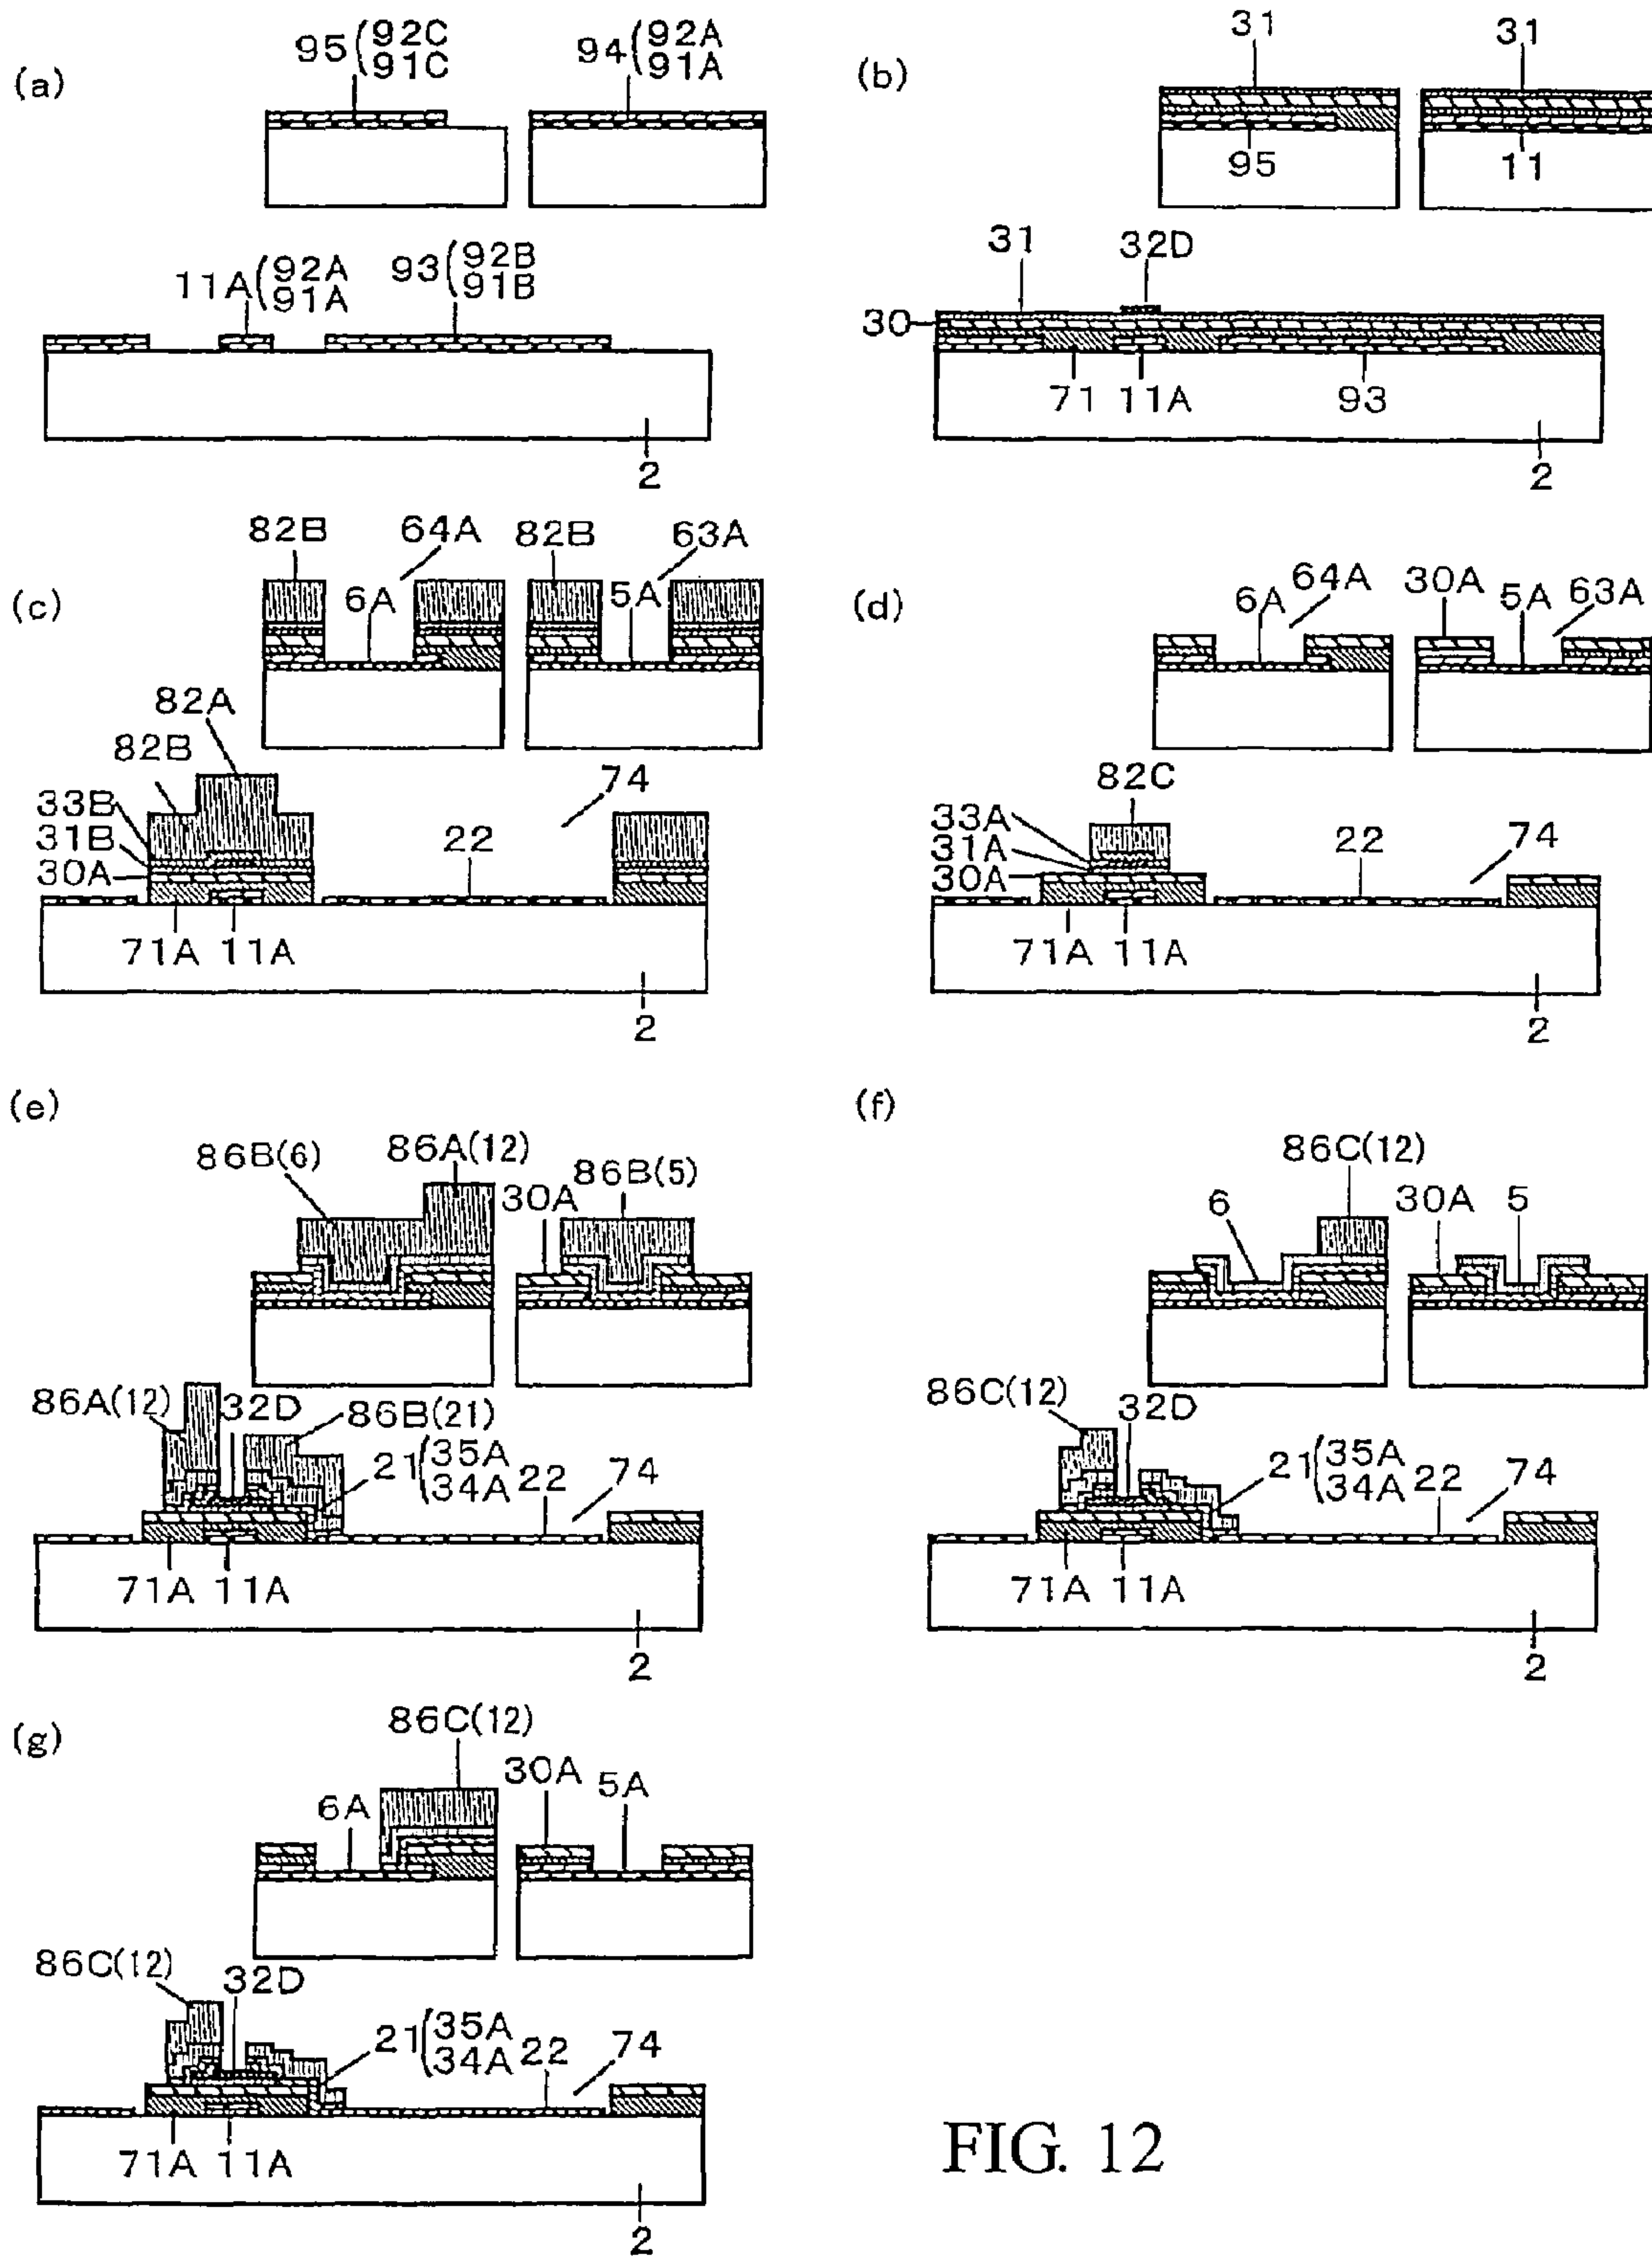 (a)
95(92C
91C
94(92A
91A
11A(92A
91A
93(92B
91B
2
(b)
31 31
95 11
31 32D
30
71 11A 93
2
(c)
82B 64A 82B 63A
6A 5A
82A
82B
74
33B
31B
30A
22
71A 11A
2
(d)
64A 30A 63A
6A 5A
82C
33A
31A
30A
22
74
71A 11A
2
(e)
86B(6) 86A(12) 86B(5)
30A
86A(12) 32D 86B(21)
21(35A
34A
22 74
71A 11A
2
(f)
86C(12)
6 30A 5
86C(12) 32D
21(35A
34A
22 74
71A 11A
2
(g)
86C(12)
30A 5A
6A
86C(12) 32D
21(35A
34A
22 74
71A 11A
2
FIG. 12